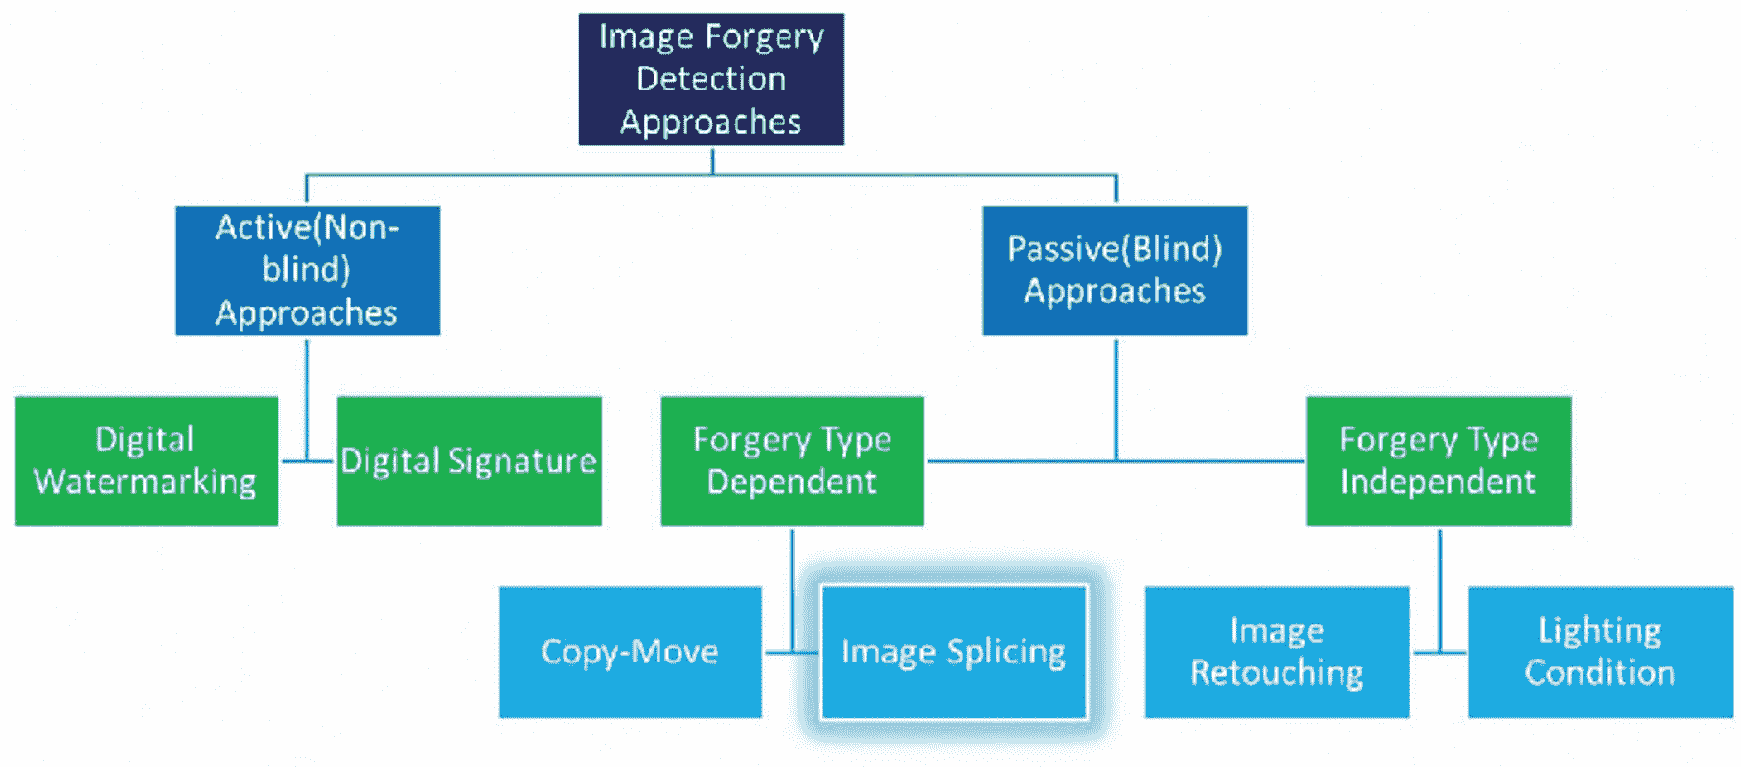 Image Forgery
Detection
Approaches
Active(Non-
blind)
Approaches
Passive(Blind)
Approaches
Digital
Watermarking
Digital Signature
Forgery Type
Dependent
Forgery Type
Independent
Copy-Move
Image Splicing
Image
Retouching
Lighting
Condition